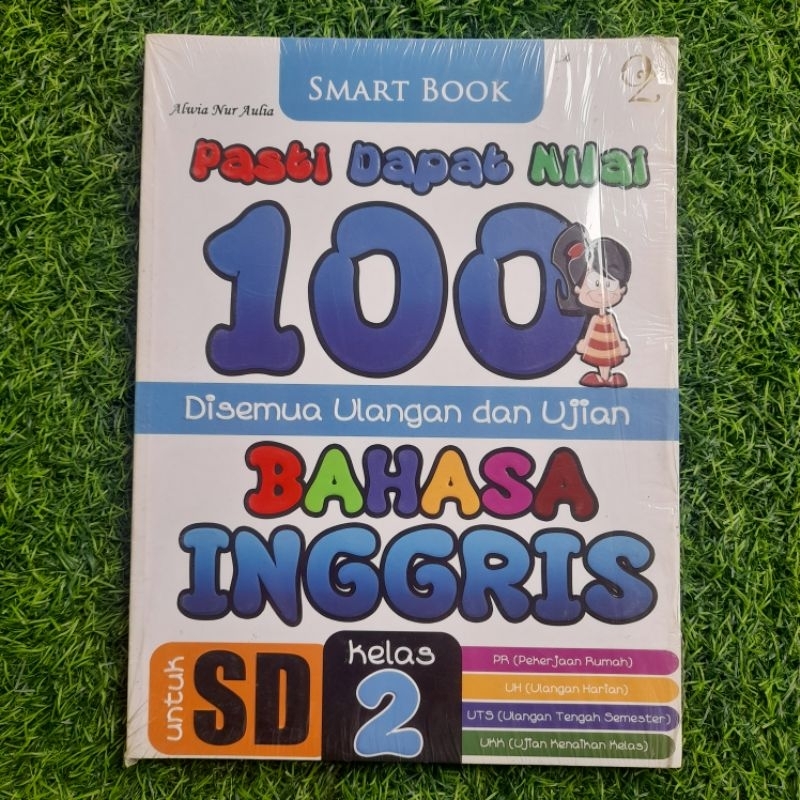 SMART BOOK
Alwia Nur Aulia
Pasti Dapat Nilai
100
Disemua Ulangan dan Ujian
BAHASA
INGGRIS
untuk
SD
Kelas
2
PR (Pekerjaan Rumah)
UH (Ulangan Harian)
UTS (Ulangan Tengah Semester)
UKK (Ujian Kenaikan Kelas)